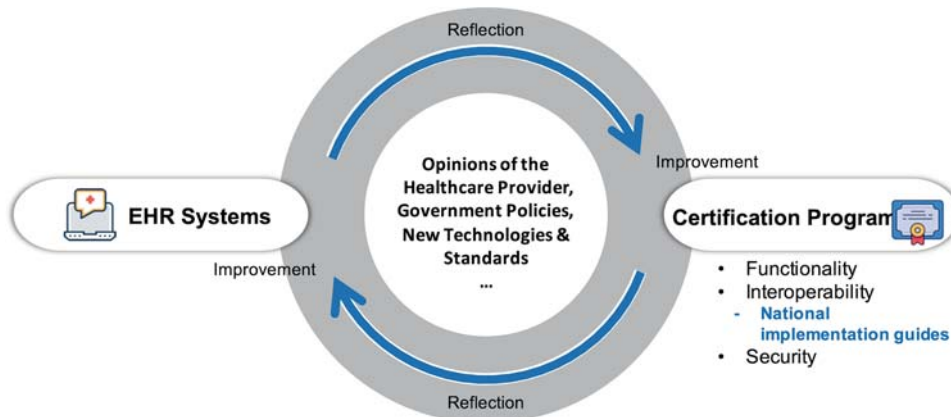 Reflection
Opinions of the
Healthcare Provider,
Government Policies,
New Technologies &
Standards
...
EHR Systems
Improvement
Improvement
Certification Program
• Functionality
• Interoperability
- National
implementation guides
• Security
Reflection